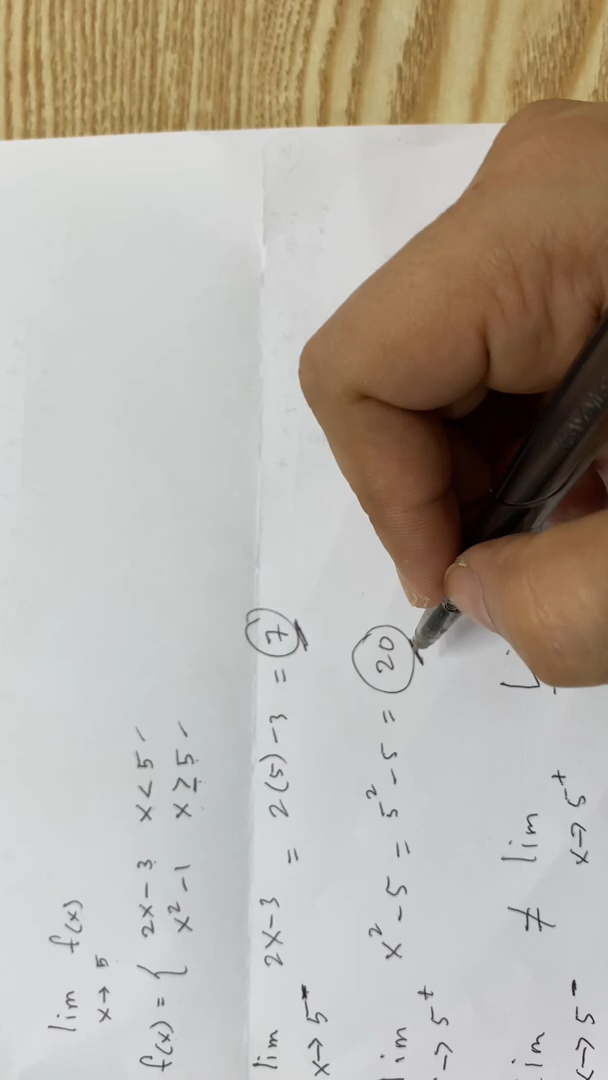 lim f(x)
x→5
f(x) = { 2x-3 x<5
x²-1 x≥5
lim 2x-3 = 2(5)-3 = 7
x→5⁻
lim x²-5 = 5²-5 = 20
→5⁺
lim ≠ lim
x→5⁻ x→5⁺